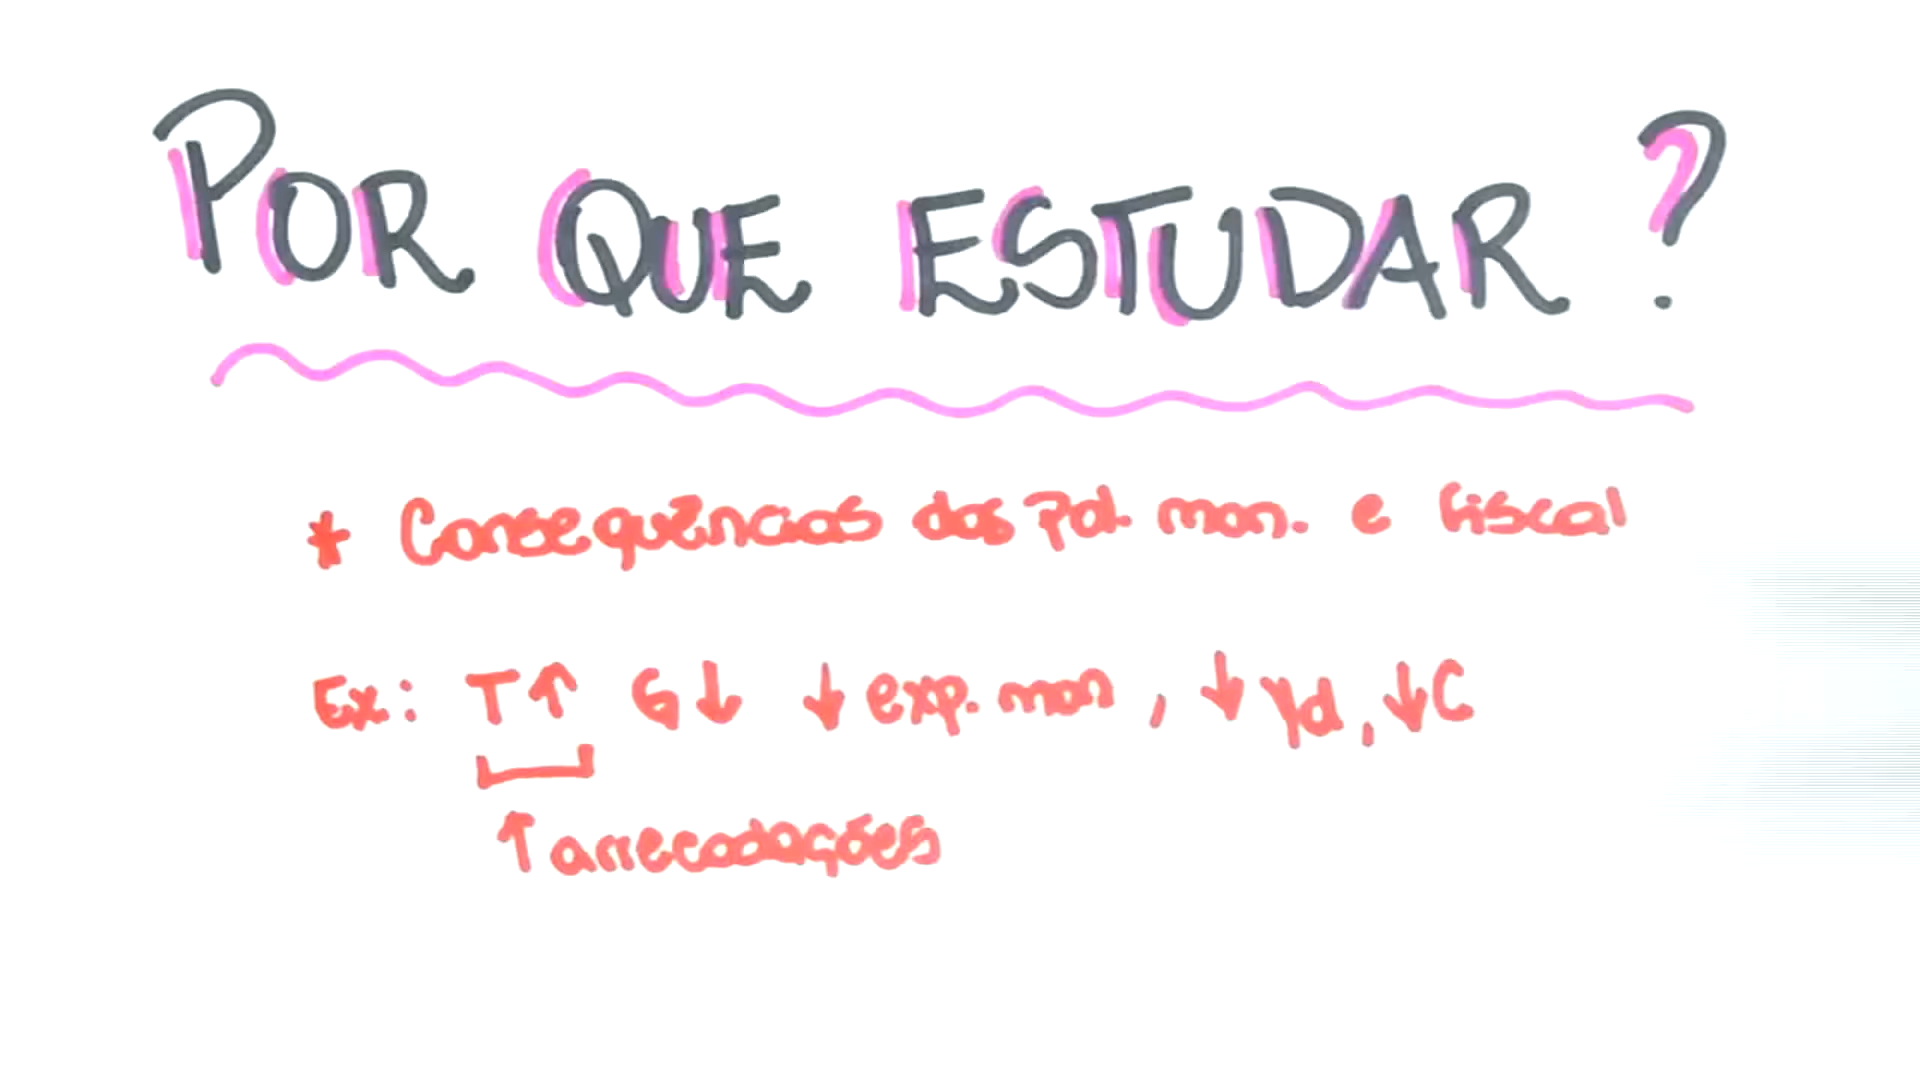 POR QUE ESTUDAR ?
* Consequências das Pol. mon. e fiscal
Ex: T↑ G↓ ↓ exp. mon , ↓ Yd, ↓C
↑ arrecadações